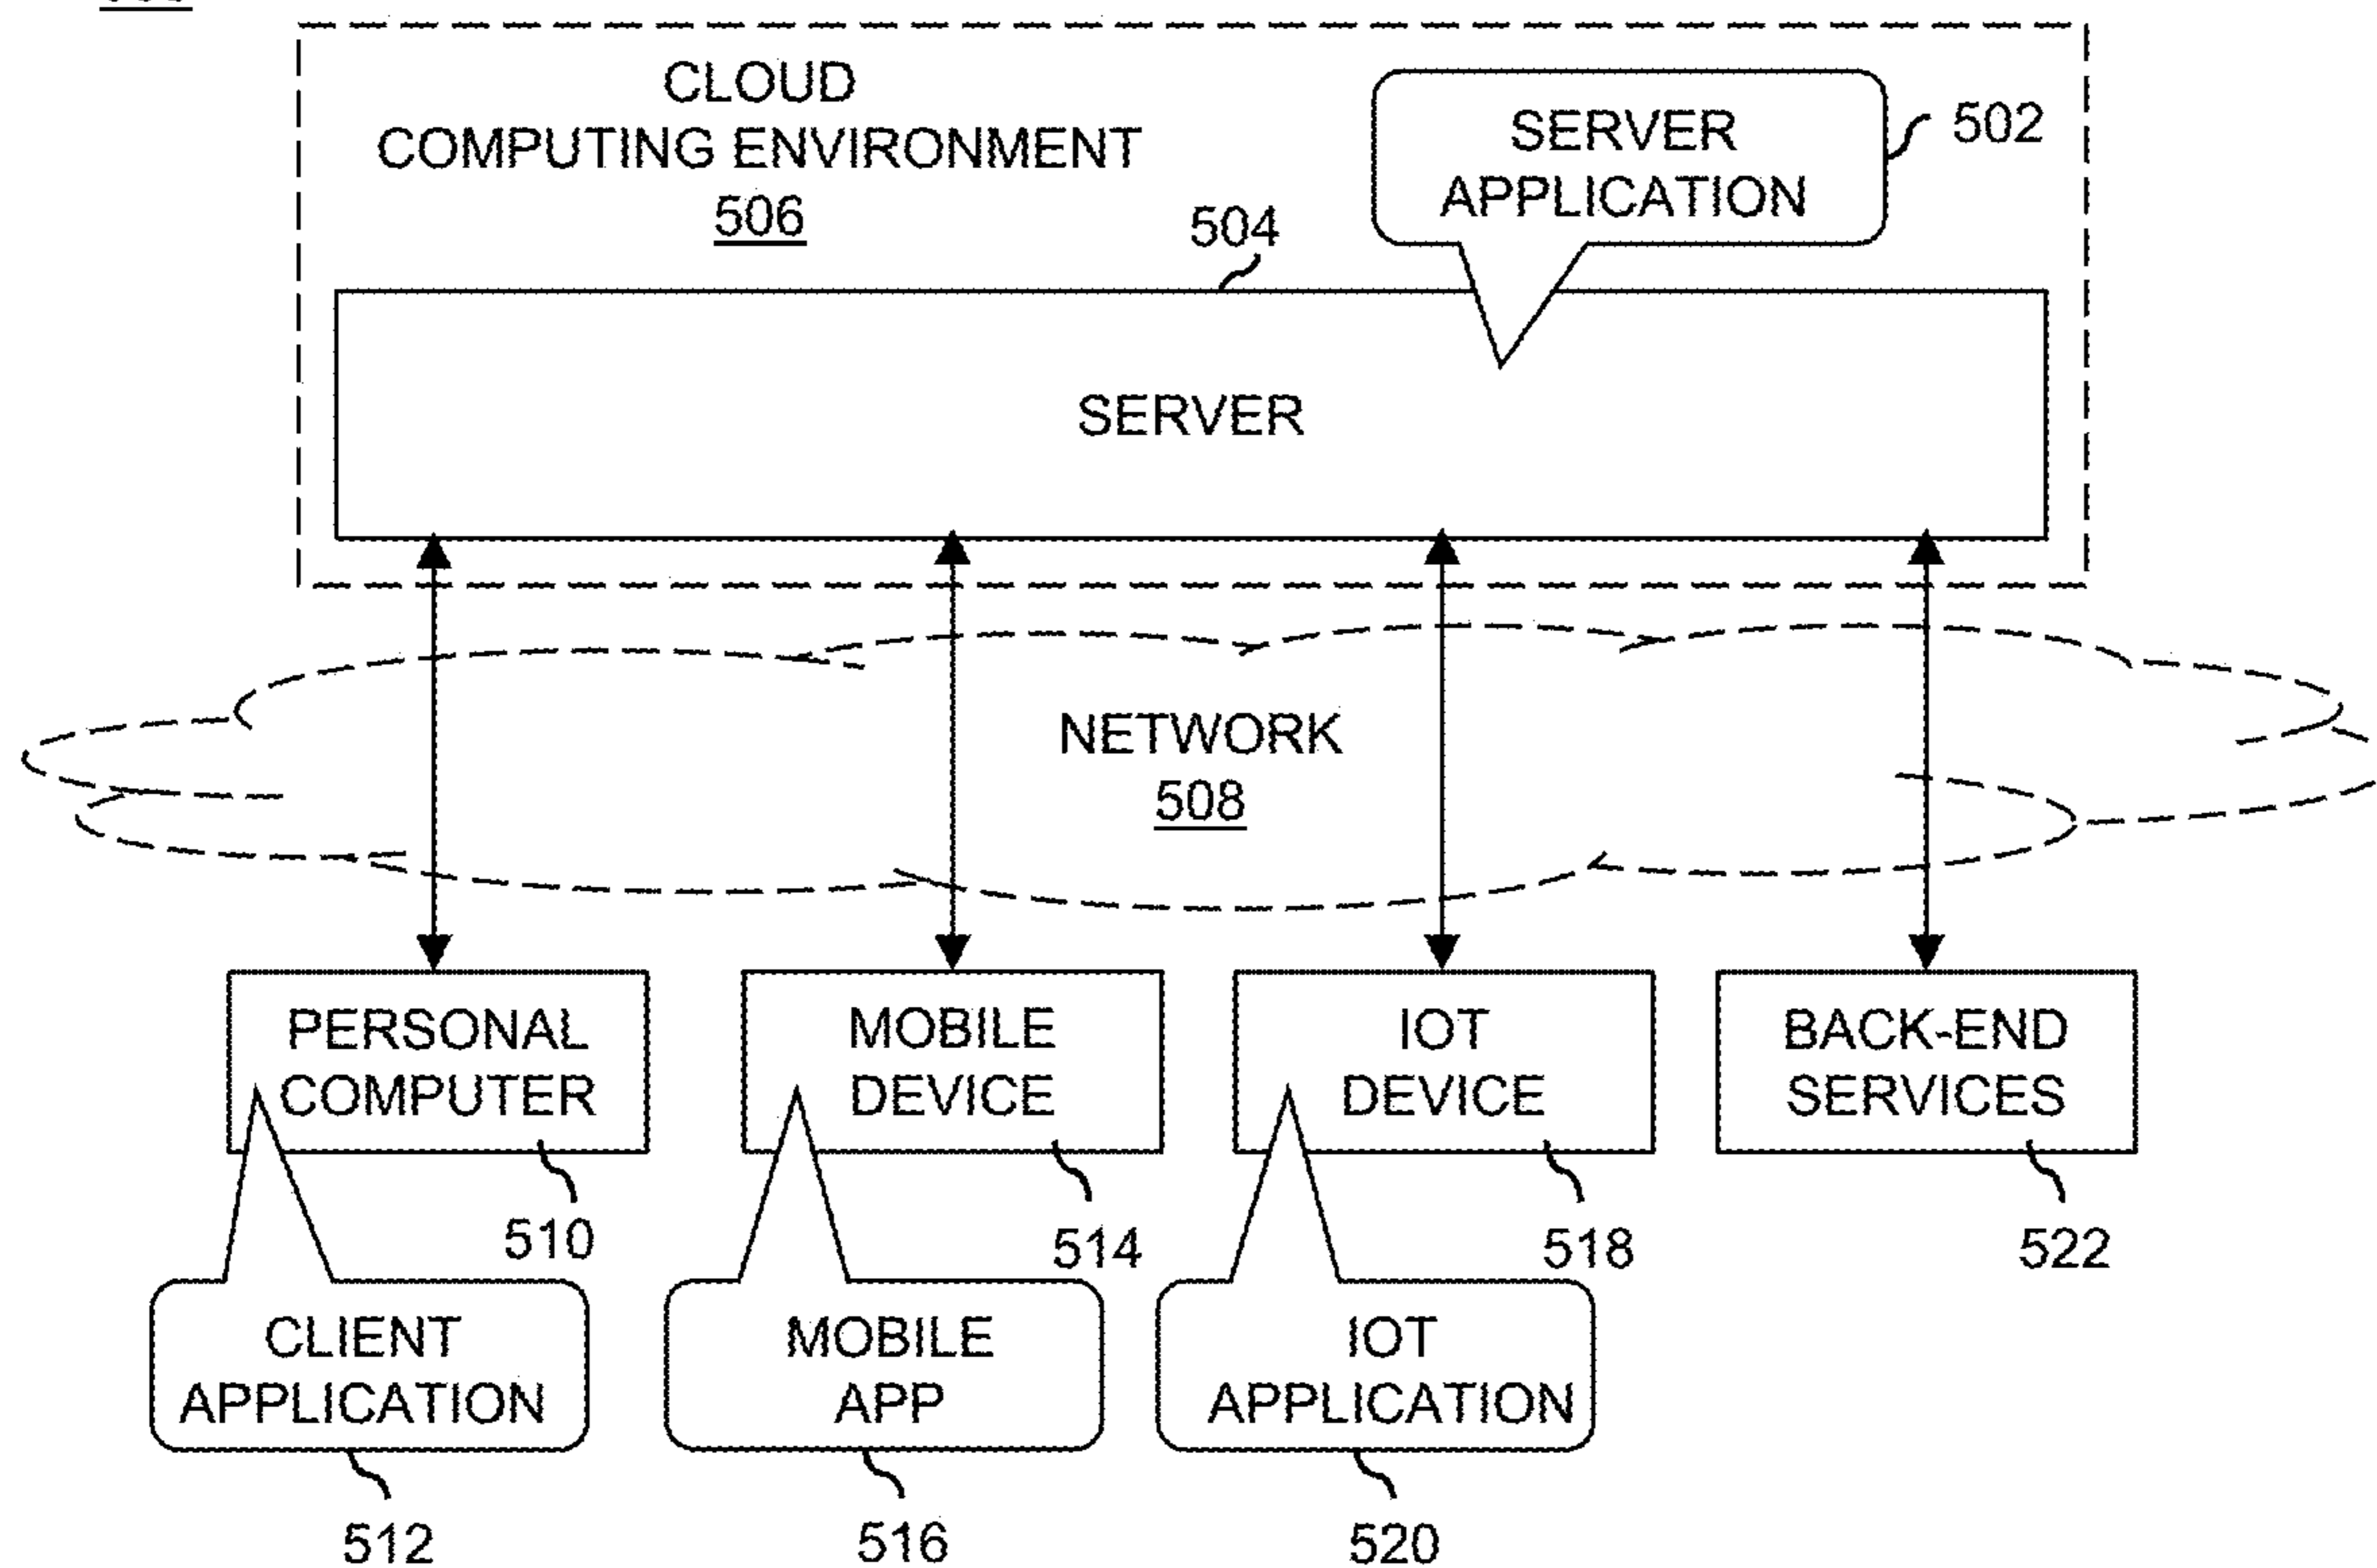 CLOUD
COMPUTING ENVIRONMENT
506
SERVER
APPLICATION
502
504
SERVER
NETWORK
508
PERSONAL
COMPUTER
510
MOBILE
DEVICE
514
IOT
DEVICE
518
BACK-END
SERVICES
522
CLIENT
APPLICATION
512
MOBILE
APP
516
IOT
APPLICATION
520